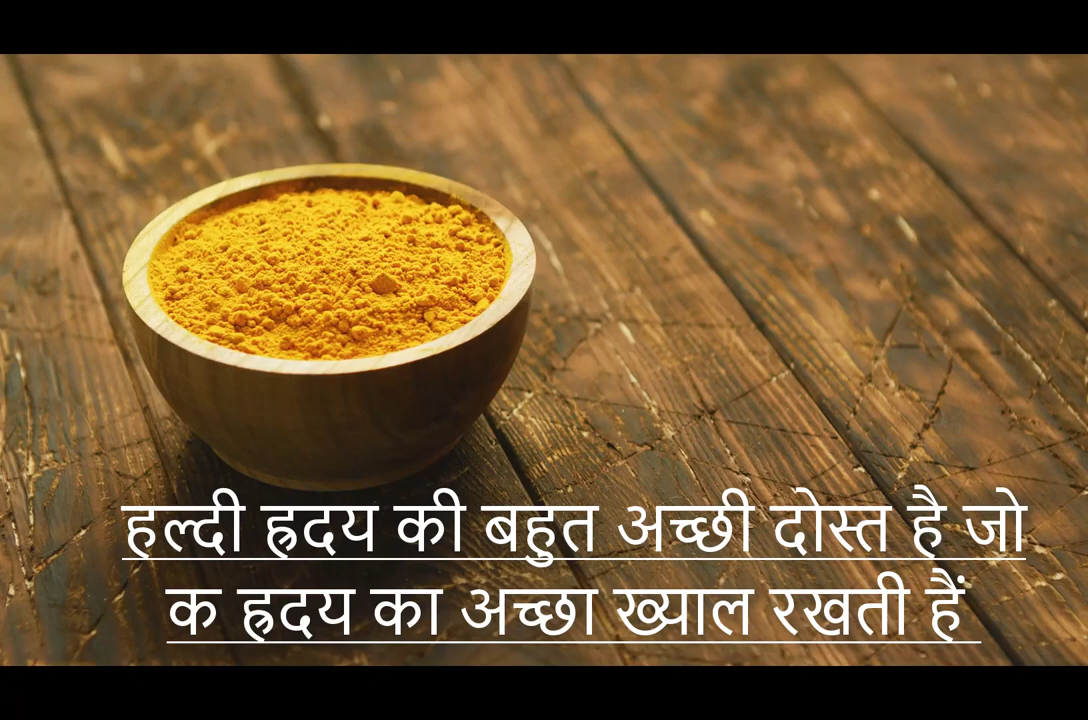 हल्दी ह्रदय की बहुत अच्छी दोस्त है जो
क ह्रदय का अच्छा ख्याल रखती हैं